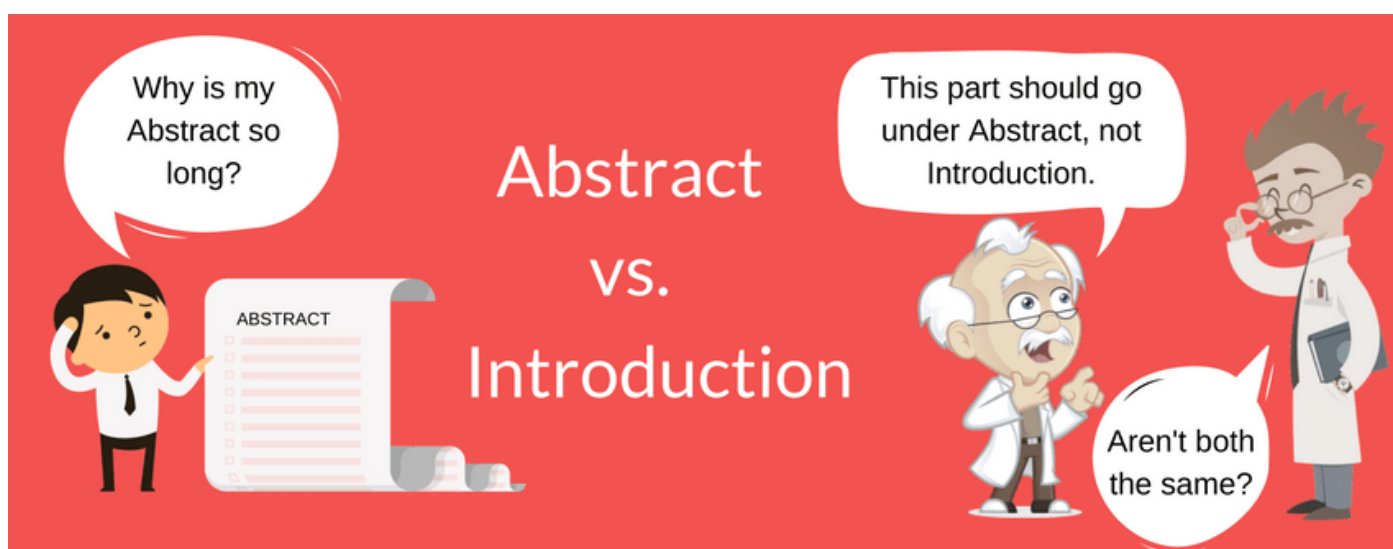 Why is my
Abstract so
long?
ABSTRACT
Abstract
vs.
Introduction
This part should go
under Abstract, not
Introduction.
Aren't both
the same?